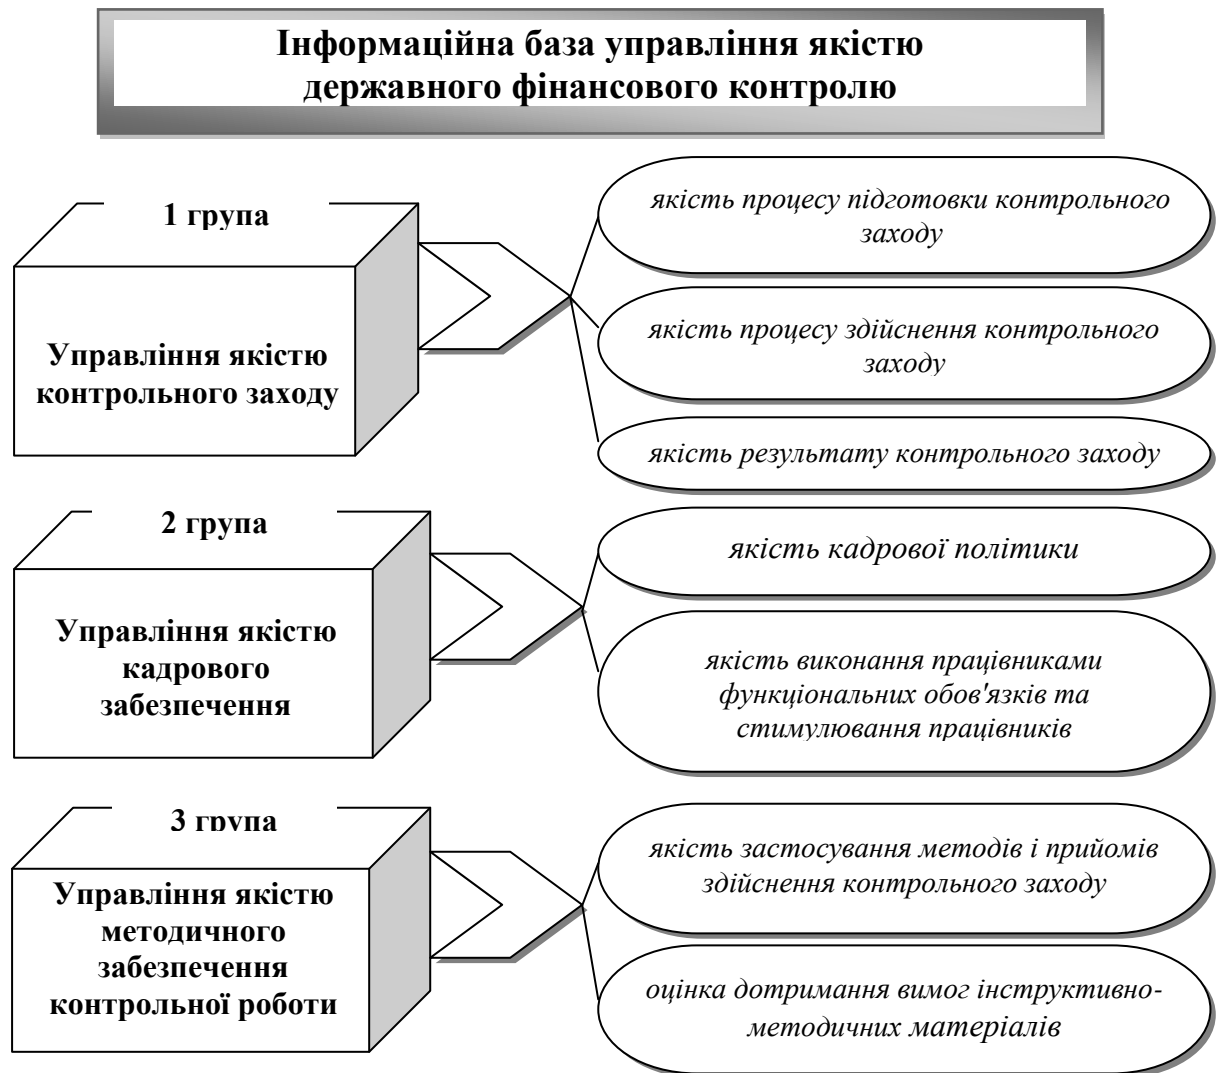 Інформаційна база управління якістю
державного фінансового контролю
1 група
Управління якістю
контрольного заходу
якість процесу підготовки контрольного
заходу
якість процесу здійснення контрольного
заходу
якість результату контрольного заходу
2 група
Управління якістю
кадрового
забезпечення
якість кадрової політики
якість виконання працівниками
функціональних обов'язків та
стимулювання працівників
3 група
Управління якістю
методичного
забезпечення
контрольної роботи
якість застосування методів і прийомів
здійснення контрольного заходу
оцінка дотримання вимог інструктивно-
методичних матеріалів